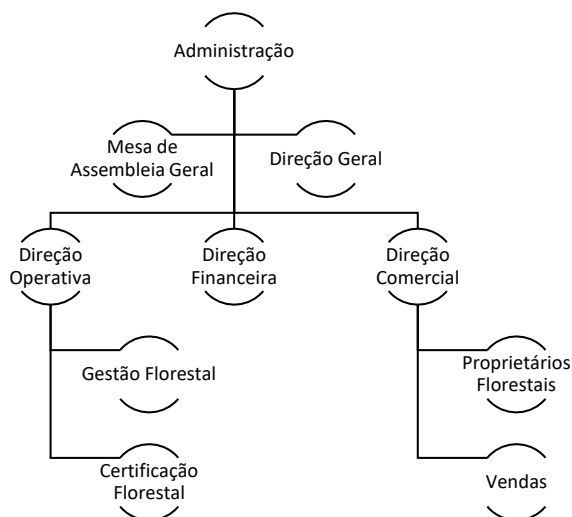 Administração
Mesa de
Assembleia Geral
Direção Geral
Direção
Operativa
Direção
Financeira
Direção
Comercial
Gestão Florestal
Proprietários
Florestais
Certificação
Florestal
Vendas